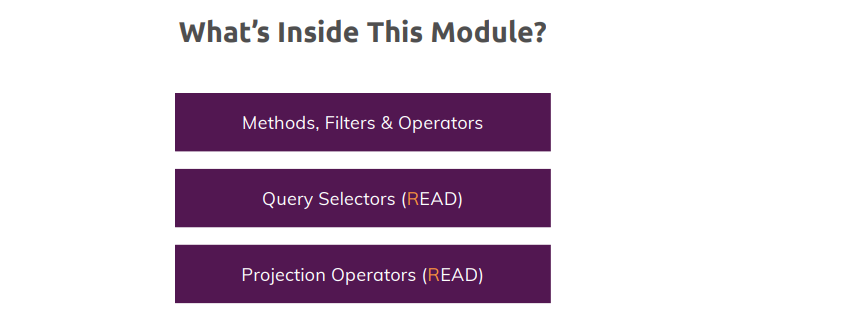 What’s Inside This Module?
Methods, Filters & Operators
Query Selectors (READ)
Projection Operators (READ)